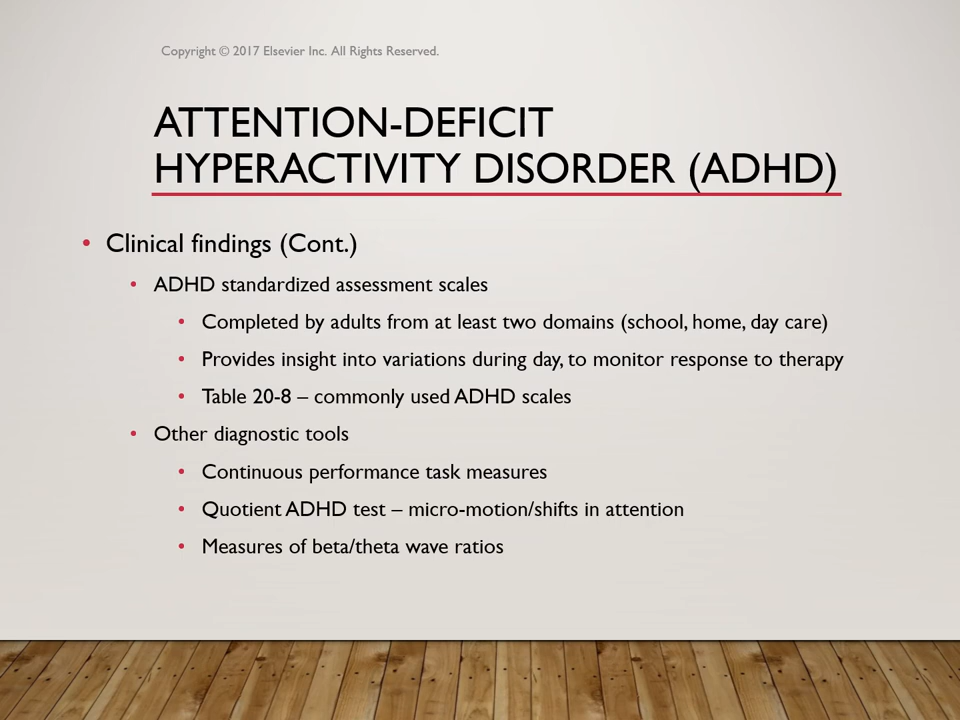 Copyright © 2017 Elsevier Inc. All Rights Reserved.
ATTENTION-DEFICIT
HYPERACTIVITY DISORDER (ADHD)
• Clinical findings (Cont.)
• ADHD standardized assessment scales
• Completed by adults from at least two domains (school, home, day care)
• Provides insight into variations during day, to monitor response to therapy
• Table 20-8 – commonly used ADHD scales
• Other diagnostic tools
• Continuous performance task measures
• Quotient ADHD test – micro-motion/shifts in attention
• Measures of beta/theta wave ratios